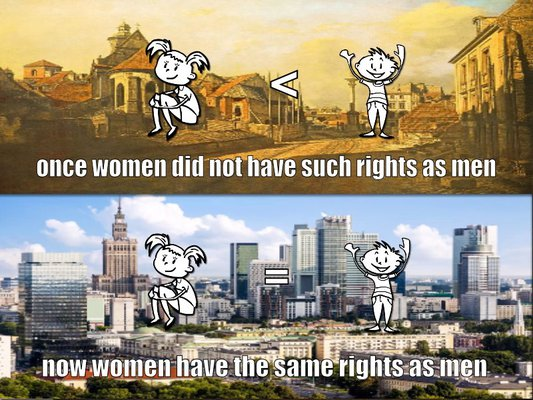 <
once women did not have such rights as men
=
now women have the same rights as men